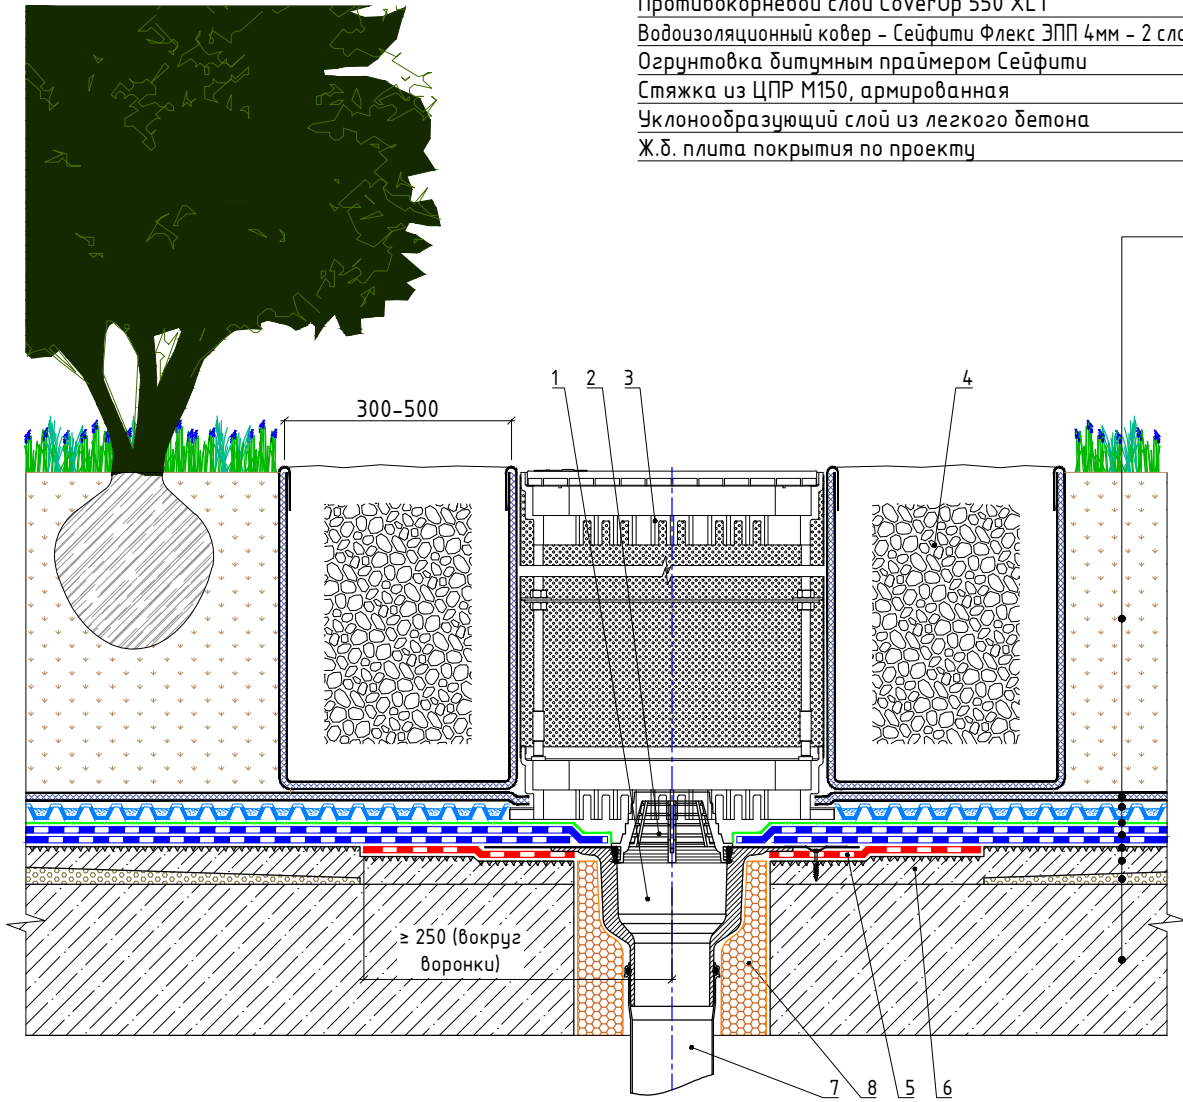 Противокорневой слой CoverUp 550 XLT
Водоизоляционный ковер – Сейфити Флекс ЭПП 4мм – 2 сло
Огрунтовка битумным праймером Сейфити
Стяжка из ЦПР М150, армированная
Уклонообразующий слой из легкого бетона
Ж.б. плита покрытия по проекту
1 2 3 4
300-500
≥ 250 (вокруг
воронки)
7 8 5 6